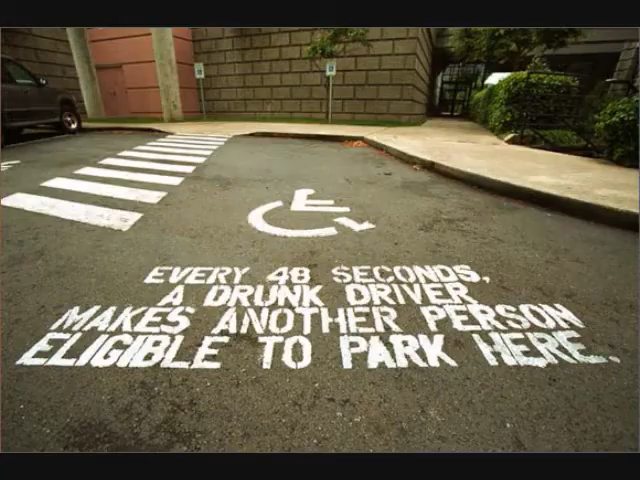 EVERY 48 SECONDS,
A DRUNK DRIVER
MAKES ANOTHER PERSON
ELIGIBLE TO PARK HERE.